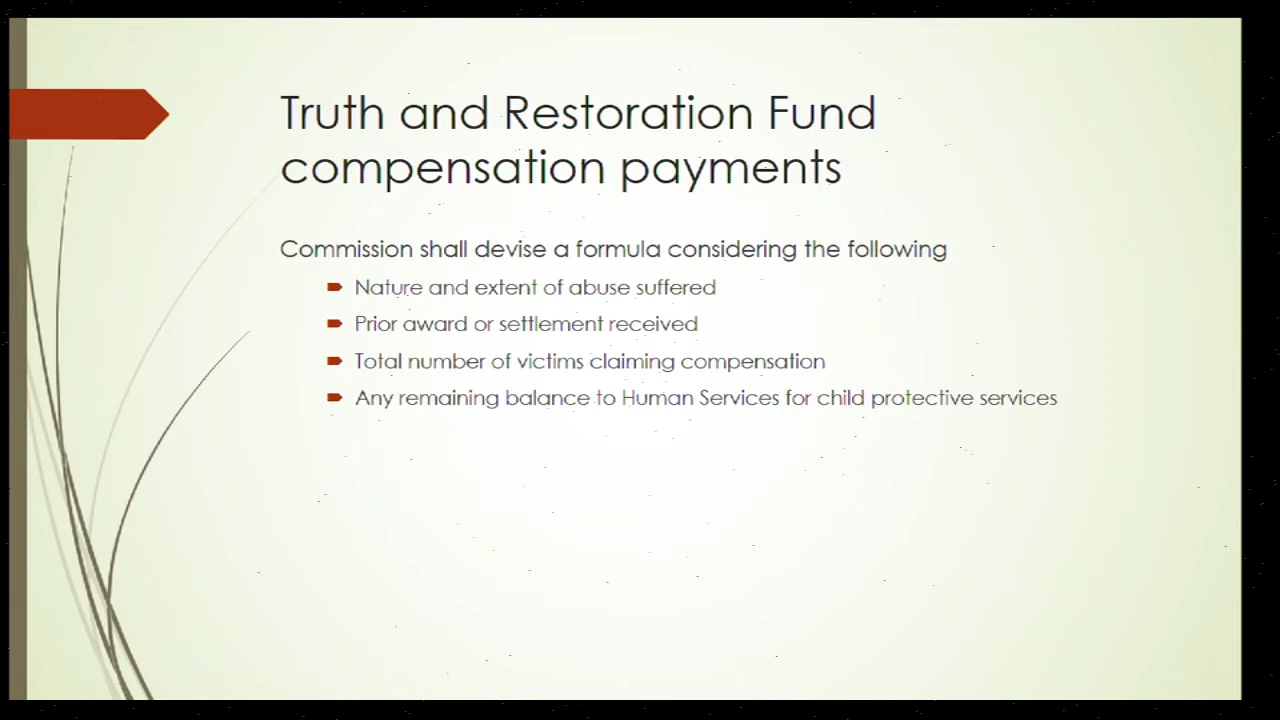 Truth and Restoration Fund
compensation payments
Commission shall devise a formula considering the following
Nature and extent of abuse suffered
Prior award or settlement received
Total number of victims claiming compensation
Any remaining balance to Human Services for child protective services